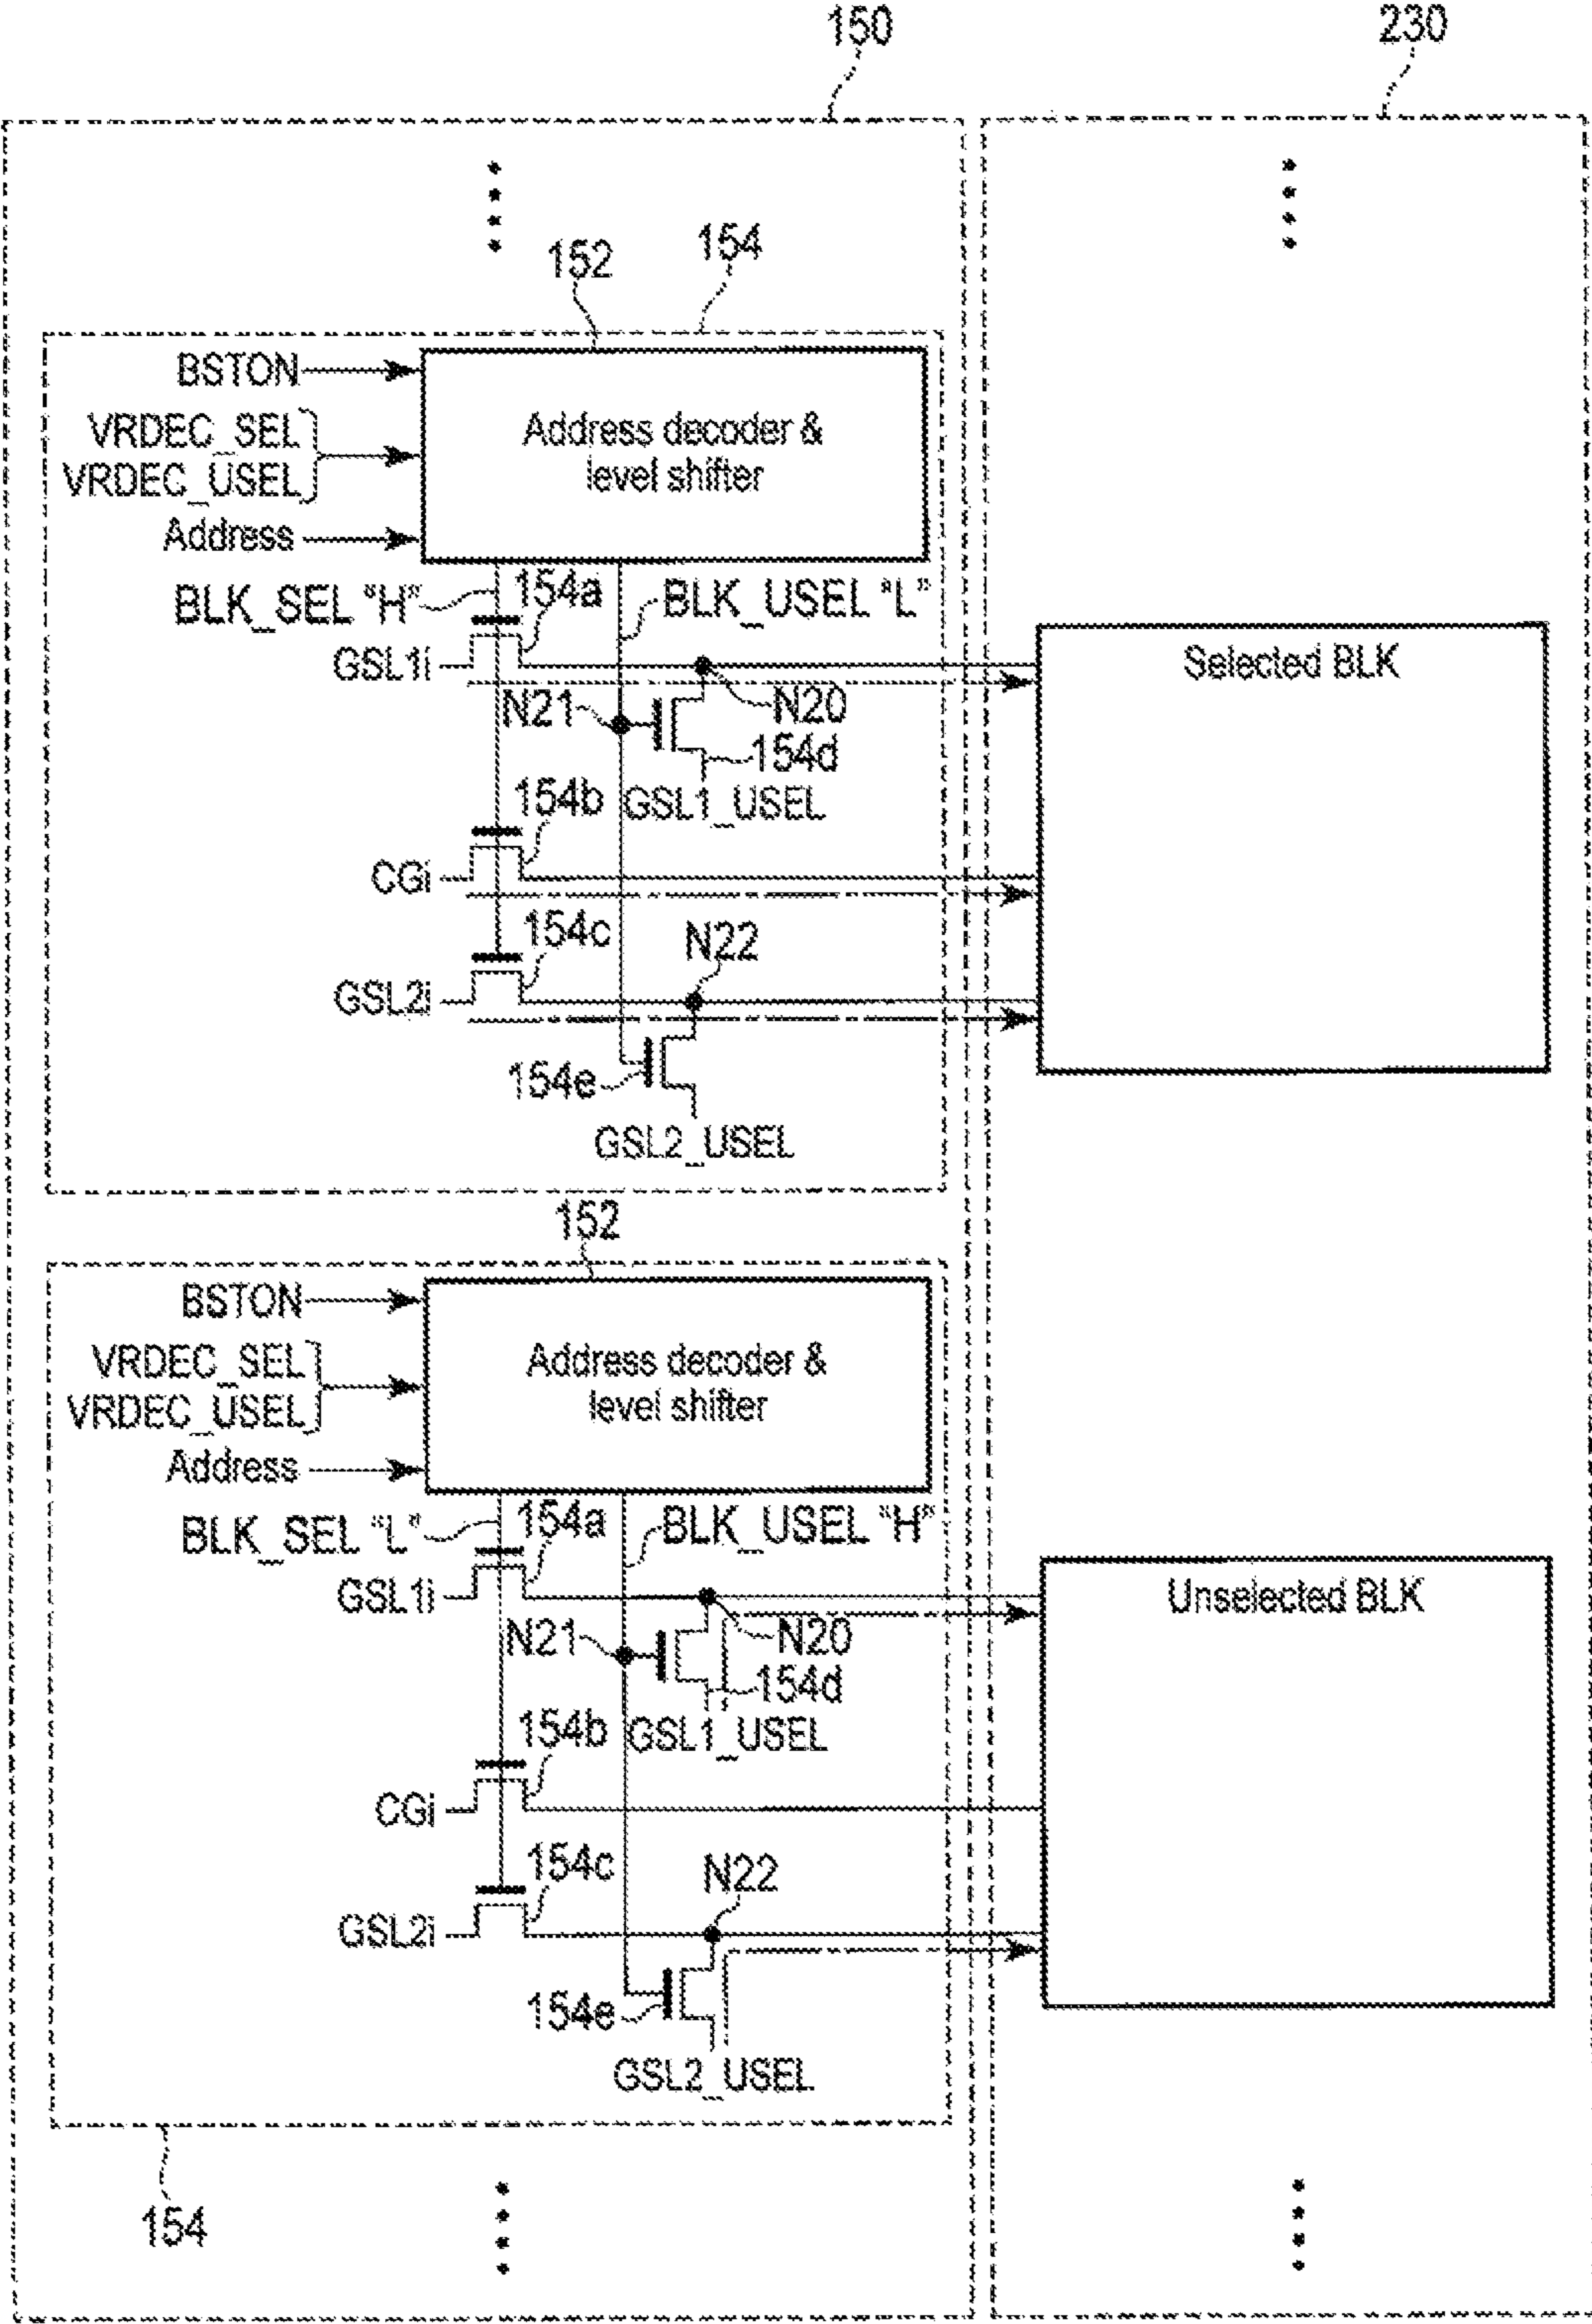 150
230
152
154
BSTON
VRDEC_SEL
VRDEC_USEL
Address
Address decoder &
level shifter
BLK_SEL "H"
154a
BLK_USEL "L"
GSL1i
Selected BLK
N21
N20
154d
GSL1_USEL
154b
CGi
154c
N22
GSL2i
154e
GSL2_USEL
152
BSTON
VRDEC_SEL
VRDEC_USEL
Address
Address decoder &
level shifter
BLK_SEL "L"
154a
BLK_USEL "H"
GSL1i
Unselected BLK
N21
N20
154d
GSL1_USEL
154b
CGi
154c
N22
GSL2i
154e
GSL2_USEL
154